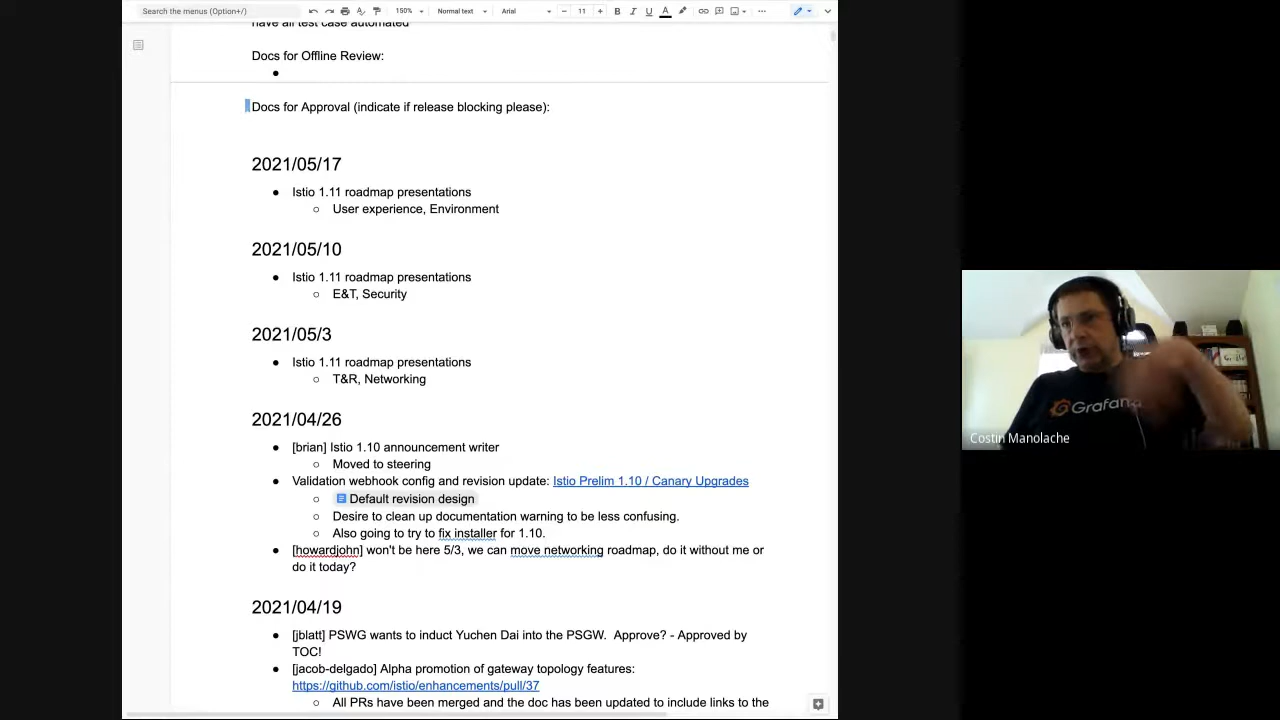 Search the menus (Option+/)
150%
Normal text
Arial
11
B
I
U
A
have all test case automated
Docs for Offline Review:
Docs for Approval (indicate if release blocking please):
2021/05/17
Istio 1.11 roadmap presentations
User experience, Environment
2021/05/10
Istio 1.11 roadmap presentations
E&T, Security
2021/05/3
Istio 1.11 roadmap presentations
T&R, Networking
2021/04/26
[brian] Istio 1.10 announcement writer
Moved to steering
Validation webhook config and revision update: Istio Prelim 1.10 / Canary Upgrades
Default revision design
Desire to clean up documentation warning to be less confusing.
Also going to try to fix installer for 1.10.
[howardjohn] won't be here 5/3, we can move networking roadmap, do it without me or
do it today?
2021/04/19
[jblatt] PSWG wants to induct Yuchen Dai into the PSGW. Approve? - Approved by
TOC!
[jacob-delgado] Alpha promotion of gateway topology features:
https://github.com/istio/enhancements/pull/37
All PRs have been merged and the doc has been updated to include links to the
Grafana
Costin Manolache